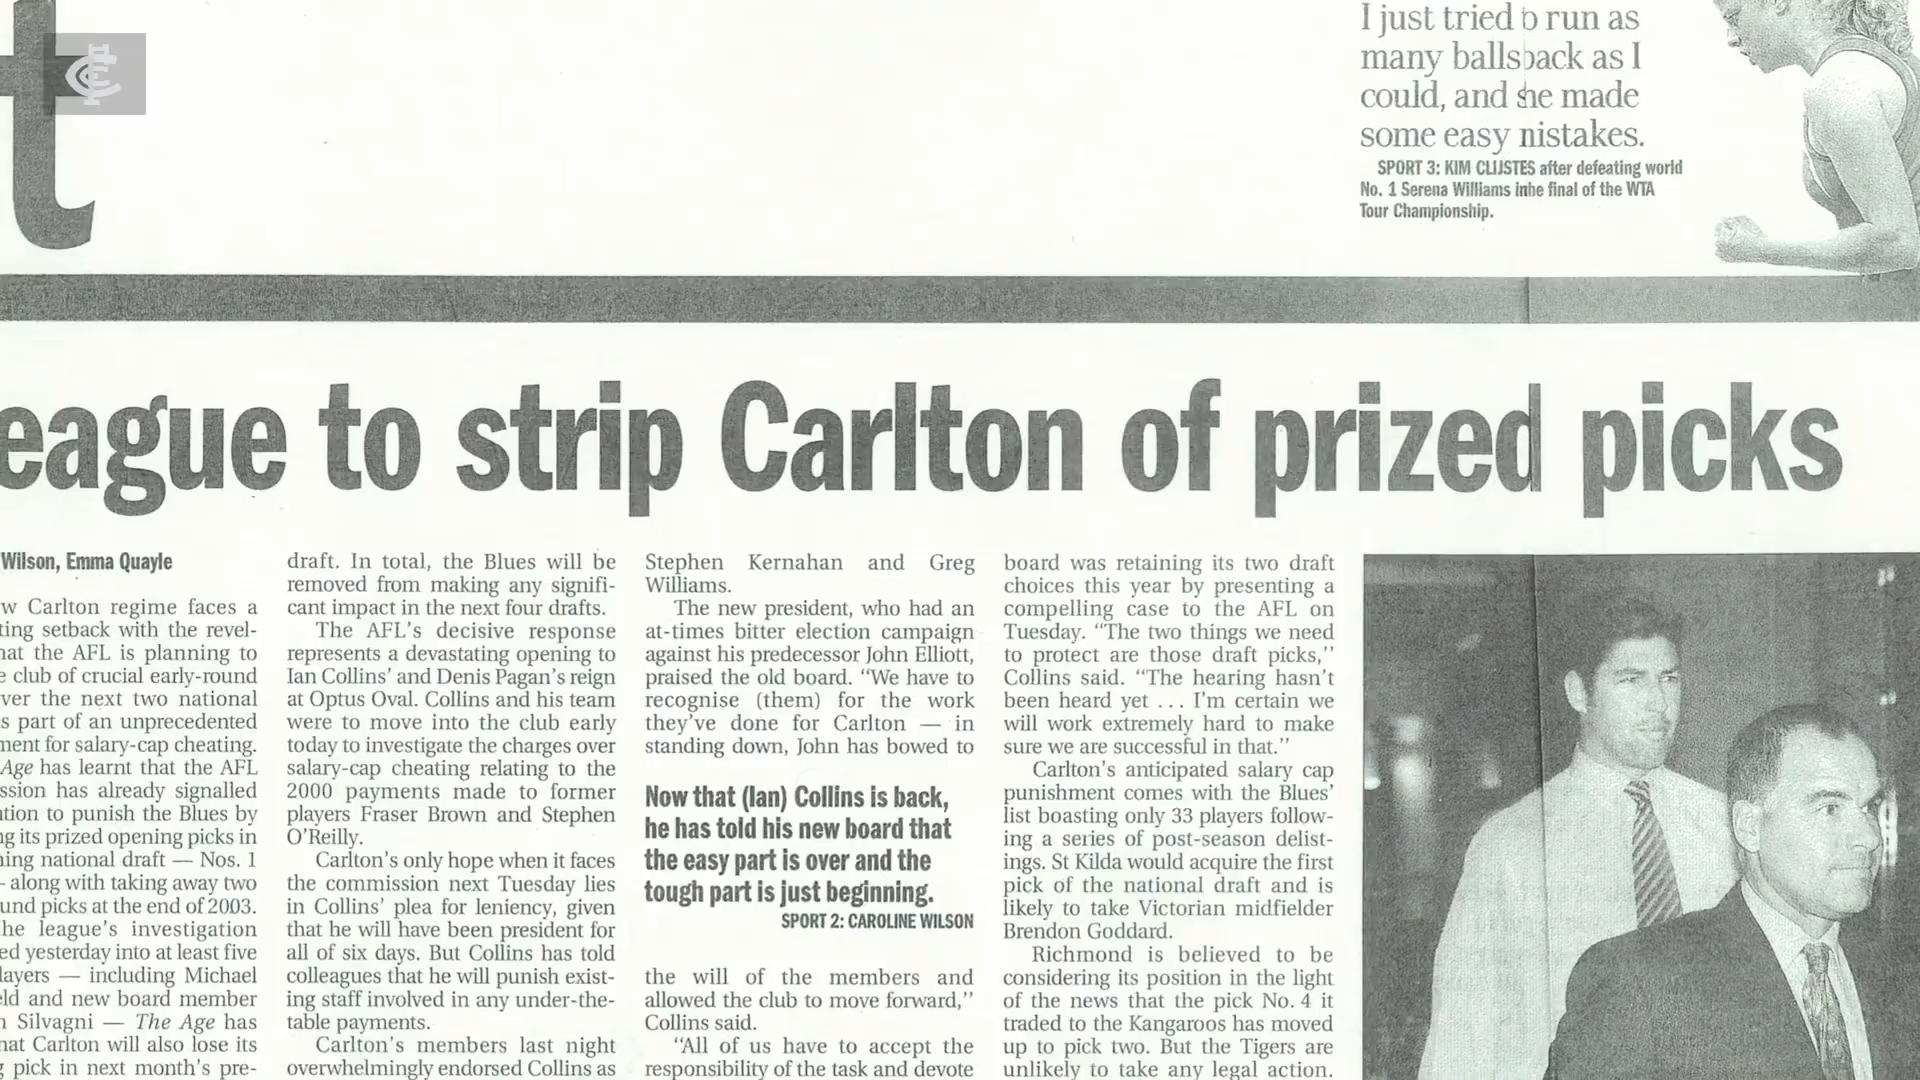 t
I just tried o run as
many balls back as I
could, and she made
some easy nistakes.
SPORT 3: KIM CLIJSTES after defeating world
No. 1 Serena Williams inhe final of the WTA
Tour Championship.
eague to strip Carlton of prized picks
Wilson, Emma Quayle
w Carlton regime faces a
ting setback with the revel-
hat the AFL is planning to
e club of crucial early-round
ver the next two national
s part of an unprecedented
ment for salary-cap cheating.
Age has learnt that the AFL
ssion has already signalled
ntion to punish the Blues by
ng its prized opening picks in
ning national draft — Nos. 1
- along with taking away two
und picks at the end of 2003.
he league's investigation
ed yesterday into at least five
layers — including Michael
eld and new board member
n Silvagni — The Age has
hat Carlton will also lose its
g pick in next month's pre-
draft. In total, the Blues will be
removed from making any signifi-
cant impact in the next four drafts.
The AFL's decisive response
represents a devastating opening to
Ian Collins' and Denis Pagan's reign
at Optus Oval. Collins and his team
were to move into the club early
today to investigate the charges over
salary-cap cheating relating to the
2000 payments made to former
players Fraser Brown and Stephen
O'Reilly.
Carlton's only hope when it faces
the commission next Tuesday lies
in Collins' plea for leniency, given
that he will have been president for
all of six days. But Collins has told
colleagues that he will punish exist-
ing staff involved in any under-the-
table payments.
Carlton's members last night
overwhelmingly endorsed Collins as
Stephen Kernahan and Greg
Williams.
The new president, who had an
at-times bitter election campaign
against his predecessor John Elliott,
praised the old board. "We have to
recognise (them) for the work
they've done for Carlton — in
standing down, John has bowed to
Now that (Ian) Collins is back,
he has told his new board that
the easy part is over and the
tough part is just beginning.
SPORT 2: CAROLINE WILSON
the will of the members and
allowed the club to move forward,"
Collins said.
"All of us have to accept the
responsibility of the task and devote
board was retaining its two draft
choices this year by presenting a
compelling case to the AFL on
Tuesday. "The two things we need
to protect are those draft picks,"
Collins said. "The hearing hasn't
been heard yet ... I'm certain we
will work extremely hard to make
sure we are successful in that."
Carlton's anticipated salary cap
punishment comes with the Blues'
list boasting only 33 players follow-
ing a series of post-season delist-
ings. St Kilda would acquire the first
pick of the national draft and is
likely to take Victorian midfielder
Brendon Goddard.
Richmond is believed to be
considering its position in the light
of the news that the pick No. 4 it
traded to the Kangaroos has moved
up to pick two. But the Tigers are
unlikely to take any legal action.